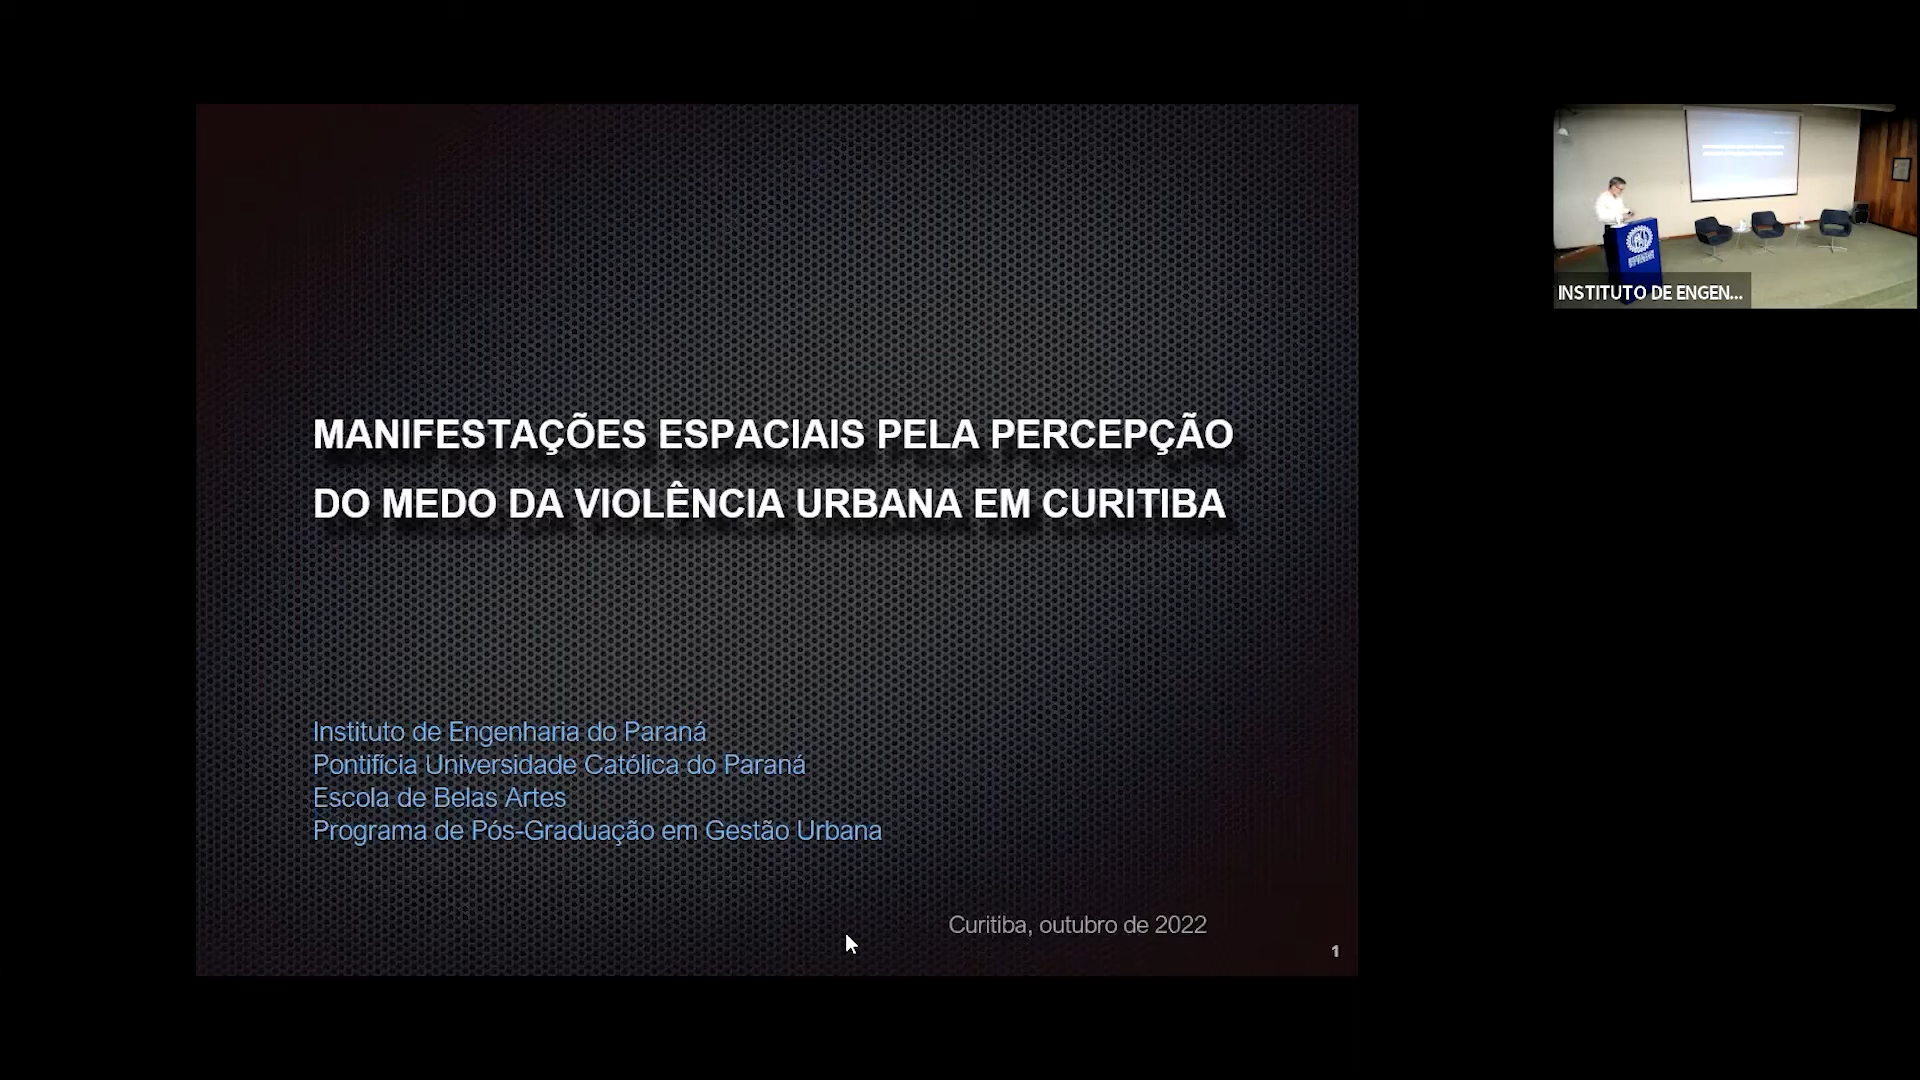 MANIFESTAÇÕES ESPACIAIS PELA PERCEPÇÃO
DO MEDO DA VIOLÊNCIA URBANA EM CURITIBA
Instituto de Engenharia do Paraná
Pontifícia Universidade Católica do Paraná
Escola de Belas Artes
Programa de Pós-Graduação em Gestão Urbana
Curitiba, outubro de 2022
1
INSTITUTO DE ENGEN...